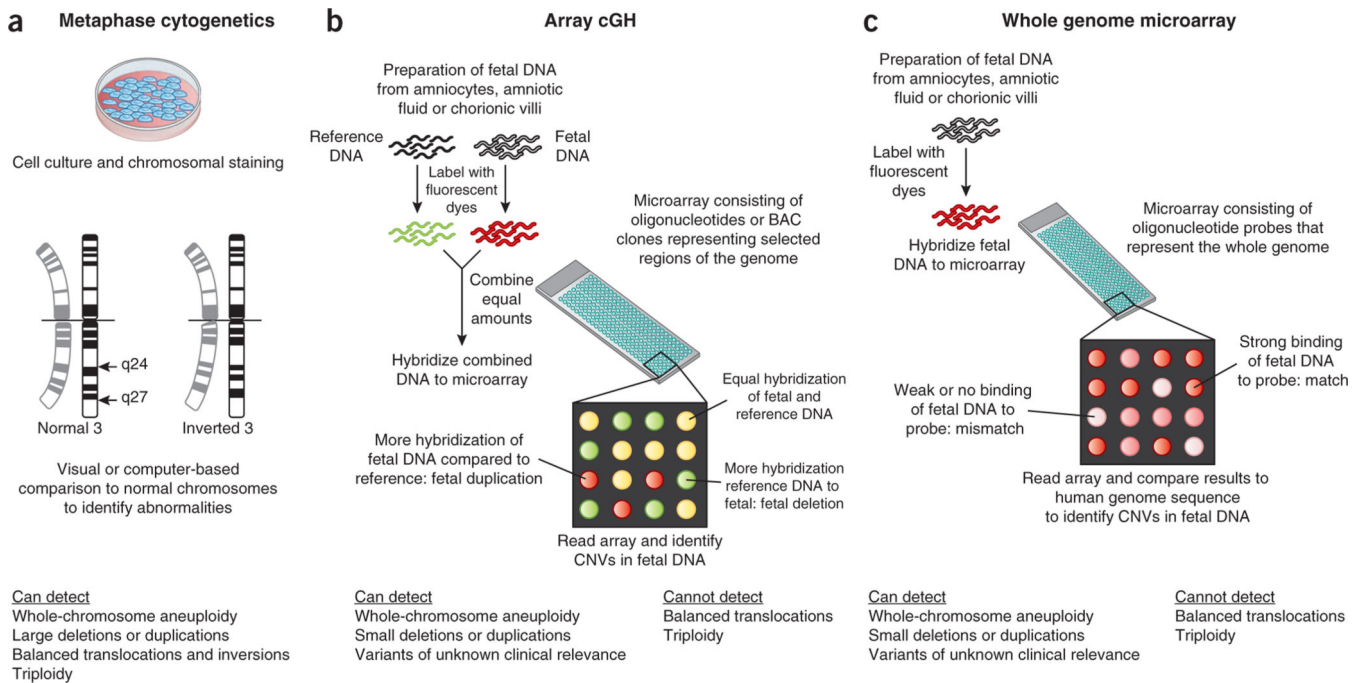 a
Metaphase cytogenetics
Cell culture and chromosomal staining
q24
q27
Normal 3
Inverted 3
Visual or computer-based
comparison to normal chromosomes
to identify abnormalities
Can detect
Whole-chromosome aneuploidy
Large deletions or duplications
Balanced translocations and inversions
Triploidy
b
Array cGH
Preparation of fetal DNA
from amniocytes, amniotic
fluid or chorionic villi
Reference
DNA
Fetal
DNA
Label with
fluorescent
dyes
Combine
equal
amounts
Hybridize combined
DNA to microarray
Microarray consisting of
oligonucleotides or BAC
clones representing selected
regions of the genome
Equal hybridization
of fetal and
reference DNA
More hybridization of
fetal DNA compared to
reference: fetal duplication
More hybridization
reference DNA to
fetal: fetal deletion
Read array and identify
CNVs in fetal DNA
Can detect
Whole-chromosome aneuploidy
Small deletions or duplications
Variants of unknown clinical relevance
Cannot detect
Balanced translocations
Triploidy
c
Whole genome microarray
Preparation of fetal DNA
from amniocytes, amniotic
fluid or chorionic villi
Label with
fluorescent
dyes
Hybridize fetal
DNA to microarray
Microarray consisting of
oligonucleotide probes that
represent the whole genome
Strong binding
of fetal DNA
to probe: match
Weak or no binding
of fetal DNA to
probe: mismatch
Read array and compare results to
human genome sequence
to identify CNVs in fetal DNA
Can detect
Whole-chromosome aneuploidy
Small deletions or duplications
Variants of unknown clinical relevance
Cannot detect
Balanced translocations
Triploidy